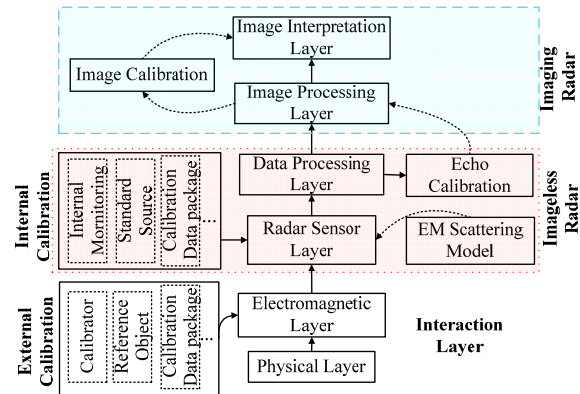 Image Interpretation
Layer
Image Calibration
Image Processing
Layer
Imaging
Radar
Internal
Calibration
Internal
Mornitoring
Standard
Source
Calibration
Data package
...
Data Processing
Layer
Echo
Calibration
Radar Sensor
Layer
EM Scattering
Model
Imageless
Radar
External
Calibration
Calibrator
Reference
Object
Calibration
Data package
...
Electromagnetic
Layer
Physical Layer
Interaction
Layer